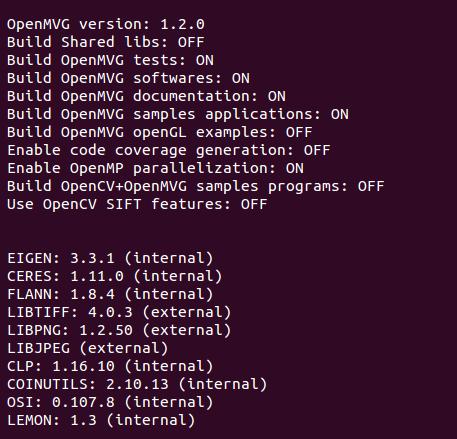 OpenMVG version: 1.2.0
Build Shared libs: OFF
Build OpenMVG tests: ON
Build OpenMVG softwares: ON
Build OpenMVG documentation: ON
Build OpenMVG samples applications: ON
Build OpenMVG openGL examples: OFF
Enable code coverage generation: OFF
Enable OpenMP parallelization: ON
Build OpenCV+OpenMVG samples programs: OFF
Use OpenCV SIFT features: OFF
EIGEN: 3.3.1 (internal)
CERES: 1.11.0 (internal)
FLANN: 1.8.4 (internal)
LIBTIFF: 4.0.3 (external)
LIBPNG: 1.2.50 (external)
LIBJPEG (external)
CLP: 1.16.10 (internal)
COINUTILS: 2.10.13 (internal)
OSI: 0.107.8 (internal)
LEMON: 1.3 (internal)